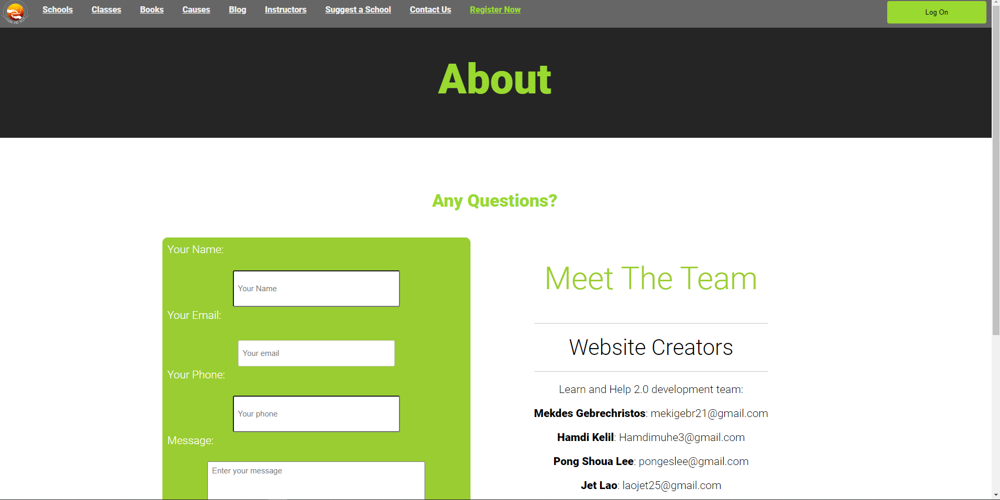 Schools Classes Books Causes Blog Instructors Suggest a School Contact Us Register Now Log On
LEARN AND HELP
About
Any Questions?
Your Name:
Your Name
Your Email:
Your email
Your Phone:
Your phone
Message:
Enter your message
Meet The Team
Website Creators
Learn and Help 2.0 development team:
Mekdes Gebrechristos: mekigebr21@gmail.com
Hamdi Kelil: Hamdimuhe3@gmail.com
Pong Shoua Lee: pongeslee@gmail.com
Jet Lao: laojet25@gmail.com